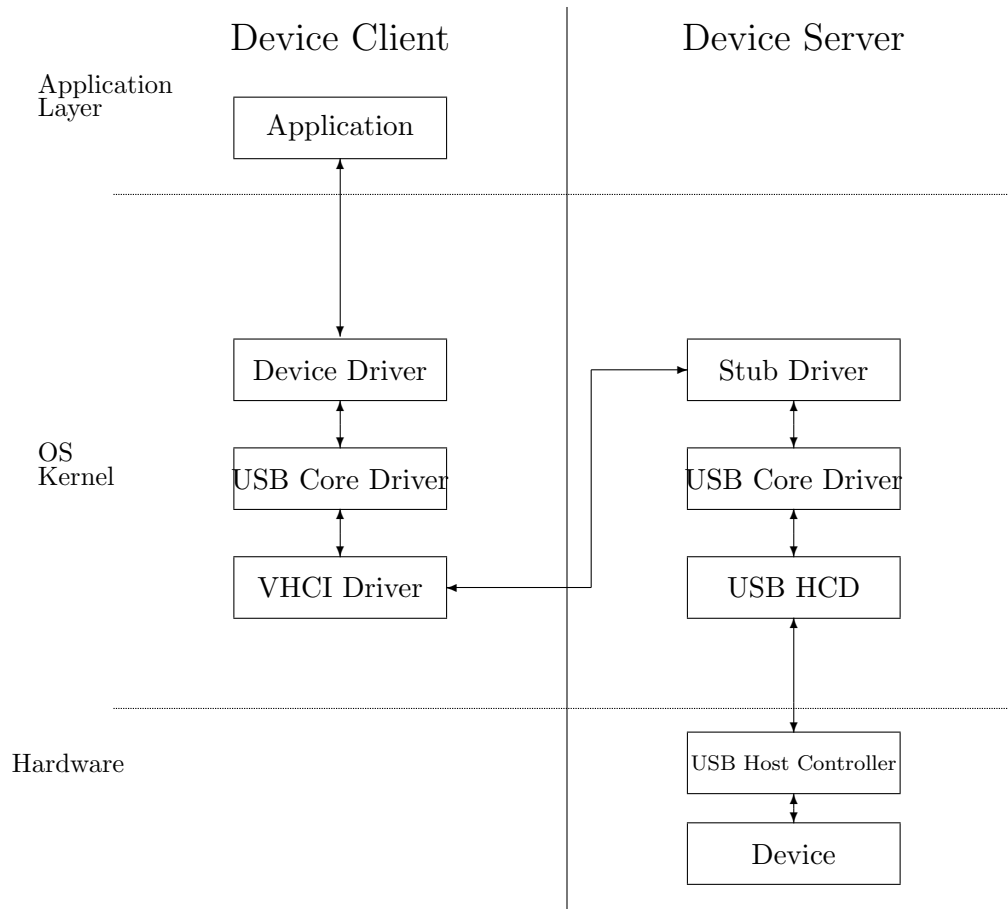 Device Client
Device Server
Application
Layer
Application
Device Driver
Stub Driver
OS
Kernel
USB Core Driver
USB Core Driver
VHCI Driver
USB HCD
Hardware
USB Host Controller
Device